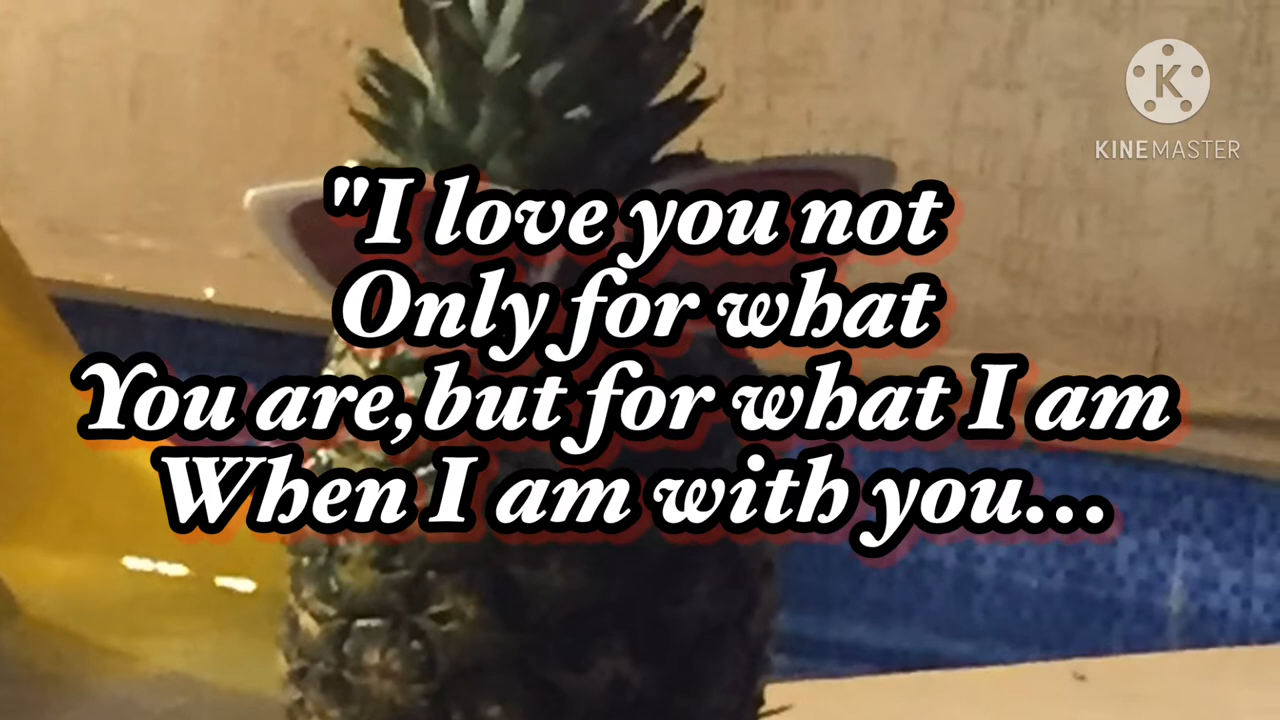 K
KINEMASTER
"I love you not
Only for what
You are,but for what I am
When I am with you...